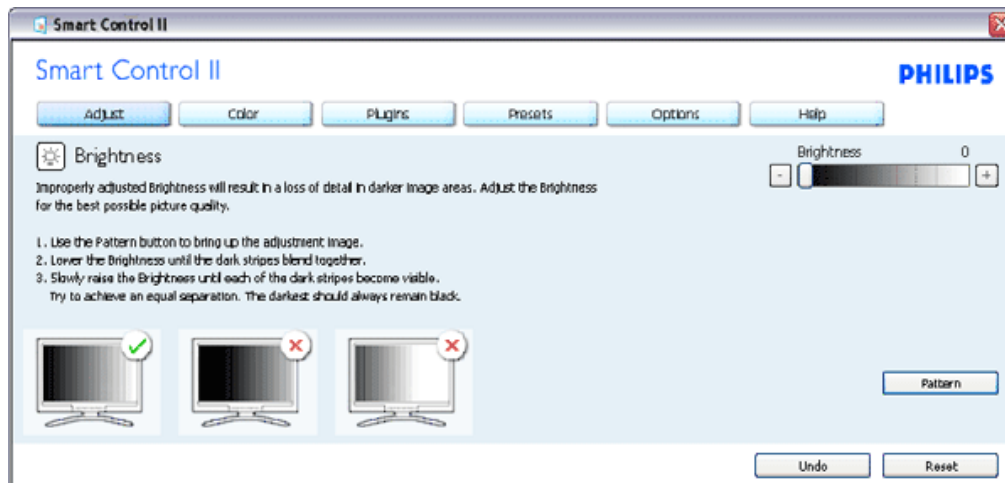 Smart Control II
Smart Control II
PHILIPS
Adjust Color Plugins Presets Options Help
Brightness
Brightness 0
- +
Improperly adjusted Brightness will result in a loss of detail in darker image areas. Adjust the Brightness
for the best possible picture quality.
1. Use the Pattern button to bring up the adjustment image.
2. Lower the Brightness until the dark stripes blend together.
3. Slowly raise the Brightness until each of the dark stripes become visible.
Try to achieve an equal separation. The darkest should always remain black.
Pattern
Undo Reset